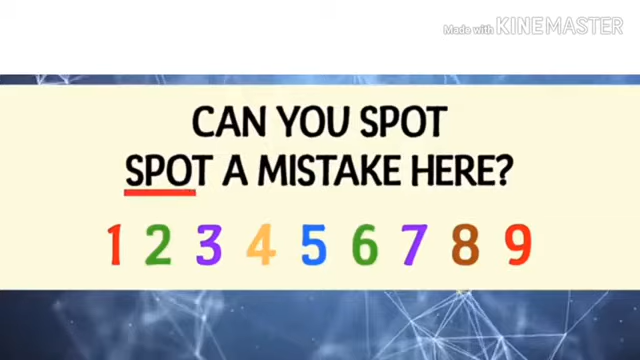 Made with KINEMASTER
CAN YOU SPOT
SPOT A MISTAKE HERE?
1 2 3 4 5 6 7 8 9